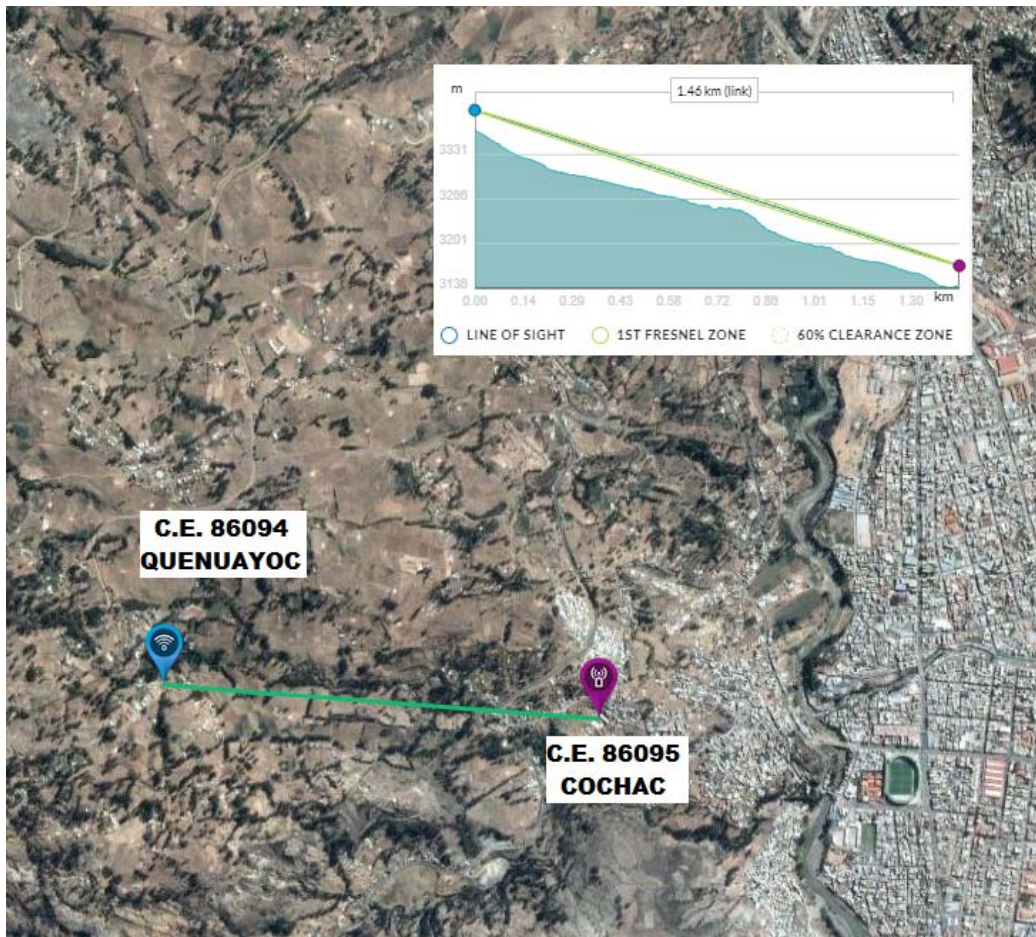 m
1.46 km (link)
3331
3266
3201
3136
0.00 0.14 0.29 0.43 0.58 0.72 0.86 1.01 1.15 1.30 km
LINE OF SIGHT 1ST FRESNEL ZONE 60% CLEARANCE ZONE
C.E. 86094
QUENUAYOC
C.E. 86095
COCHAC